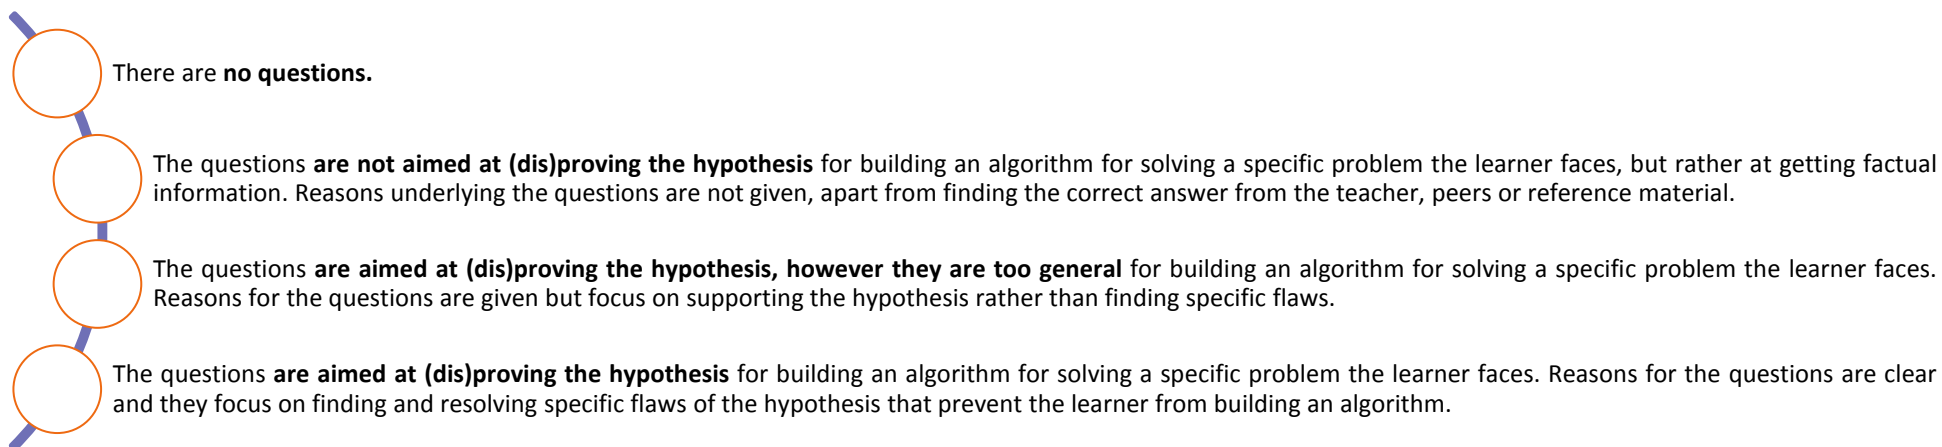 There are no questions.
The questions are not aimed at (dis)proving the hypothesis for building an algorithm for solving a specific problem the learner faces, but rather at getting factual
information. Reasons underlying the questions are not given, apart from finding the correct answer from the teacher, peers or reference material.
The questions are aimed at (dis)proving the hypothesis, however they are too general for building an algorithm for solving a specific problem the learner faces.
Reasons for the questions are given but focus on supporting the hypothesis rather than finding specific flaws.
The questions are aimed at (dis)proving the hypothesis for building an algorithm for solving a specific problem the learner faces. Reasons for the questions are clear
and they focus on finding and resolving specific flaws of the hypothesis that prevent the learner from building an algorithm.